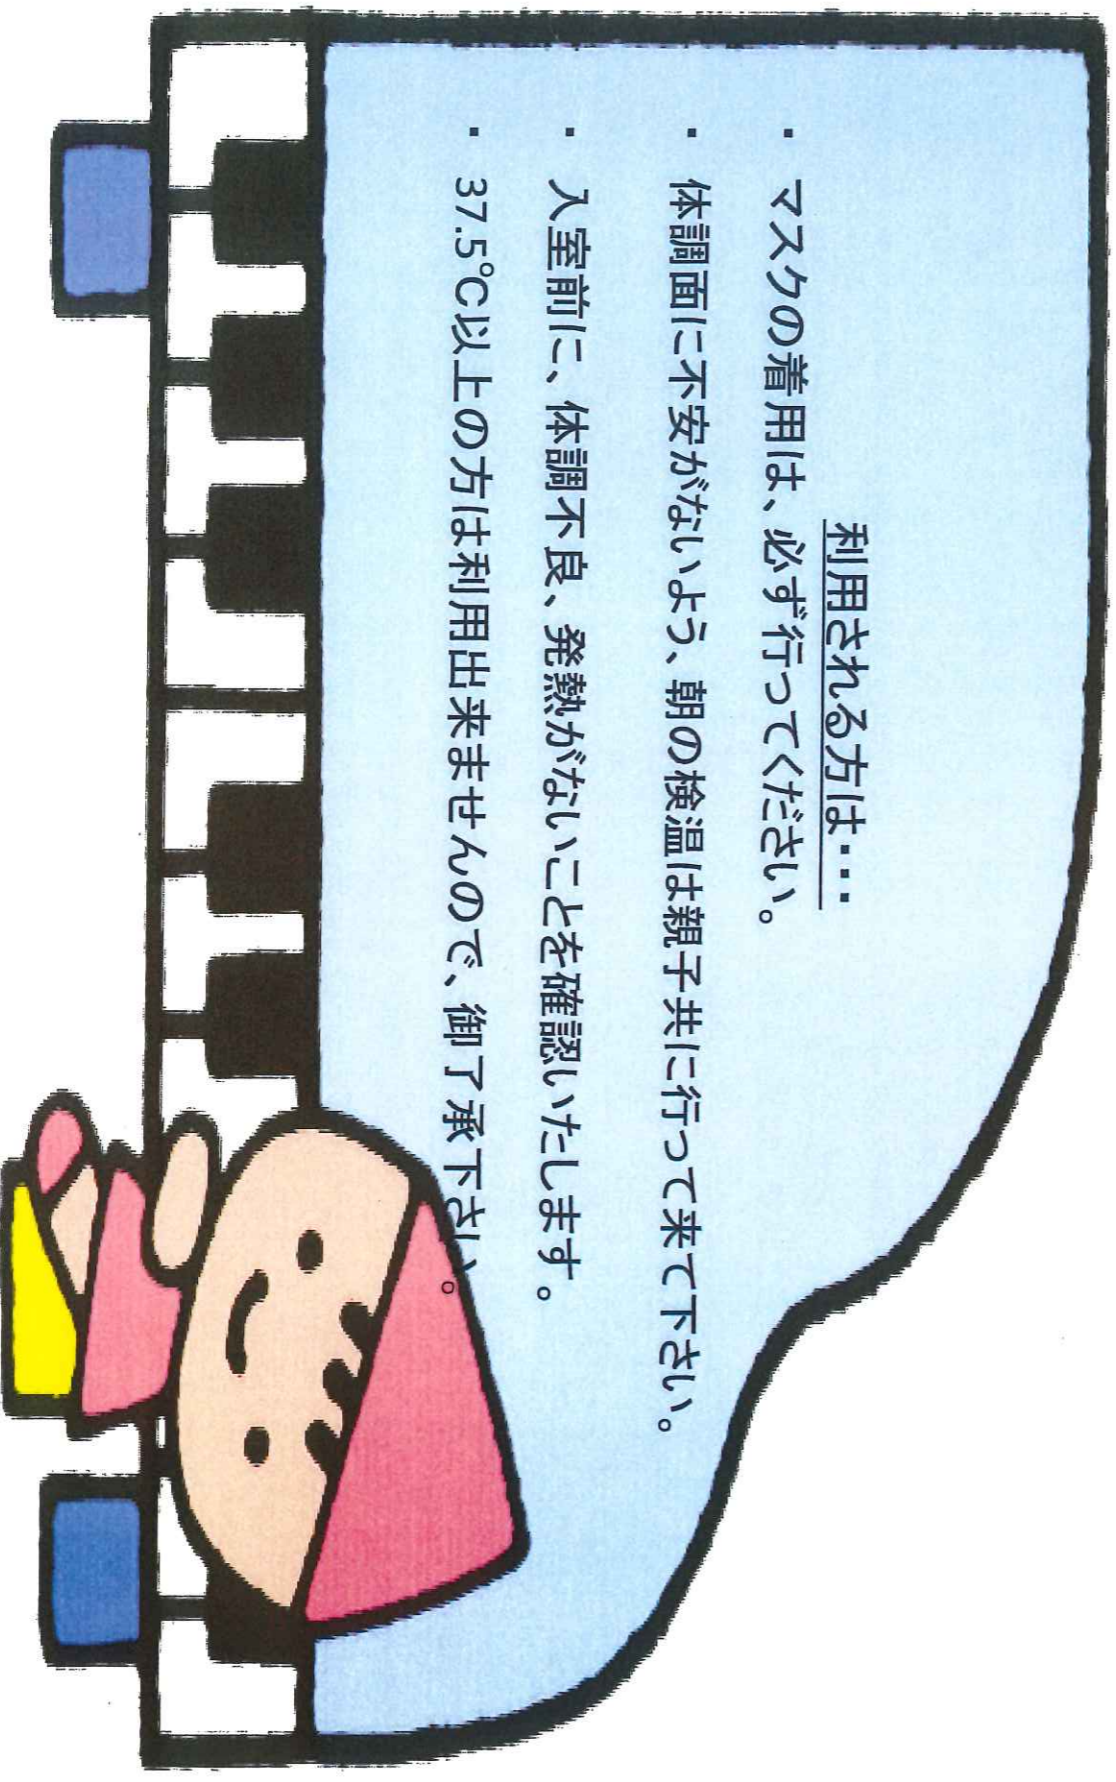 利用される方は・・・
・ マスクの着用は、必ず行ってください。
・ 体調面に不安がないよう、朝の検温は親子共に行って来て下さい。
・ 入室前に、体調不良、発熱がないことを確認いたします。
・ 37.5℃以上の方は利用出来ませんので、御了承下さい。